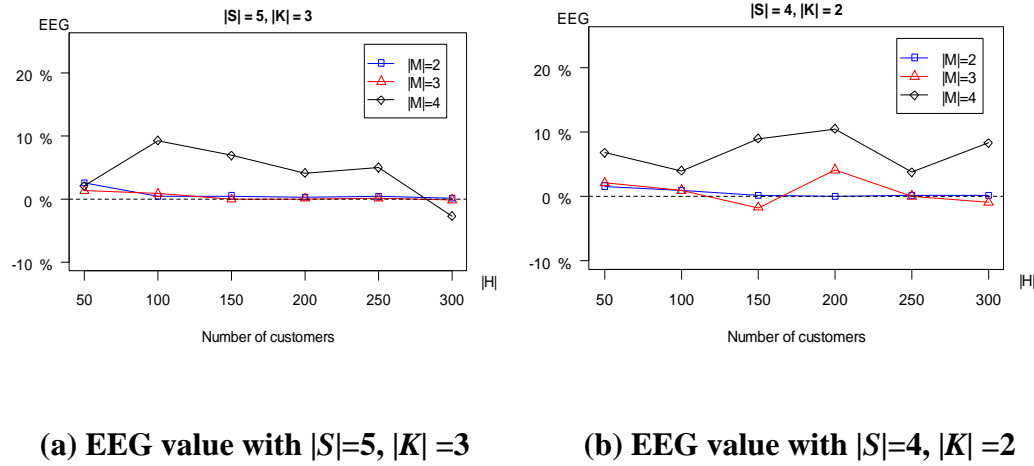 |S| = 5, |K| = 3
EEG
20 %
10 %
0 %
-10 %
|M|=2
|M|=3
|M|=4
50 100 150 200 250 300
|H|
Number of customers
|S| = 4, |K| = 2
EEG
20 %
10 %
0 %
-10 %
|M|=2
|M|=3
|M|=4
50 100 150 200 250 300
|H|
Number of customers
(a) EEG value with |S|=5, |K| =3
(b) EEG value with |S|=4, |K| =2